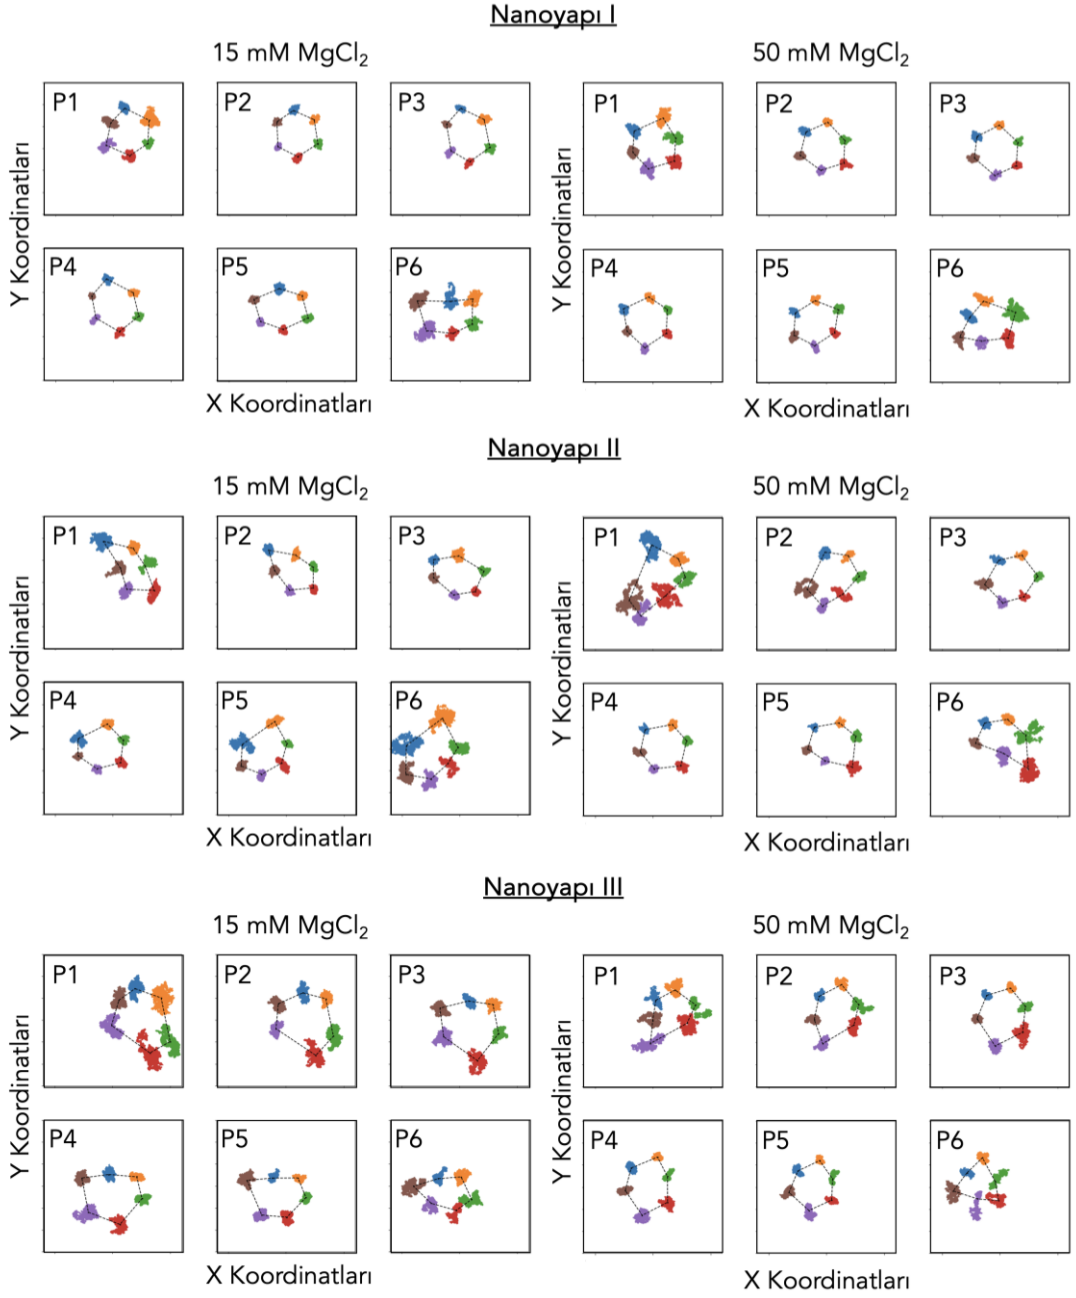 Nanoyapı I
15 mM MgCl₂
50 mM MgCl₂
P1
P2
P3
P1
P2
P3
Y Koordinatları
Y Koordinatları
P4
P5
P6
P4
P5
P6
X Koordinatları
X Koordinatları
Nanoyapı II
15 mM MgCl₂
50 mM MgCl₂
P1
P2
P3
P1
P2
P3
Y Koordinatları
Y Koordinatları
P4
P5
P6
P4
P5
P6
X Koordinatları
X Koordinatları
Nanoyapı III
15 mM MgCl₂
50 mM MgCl₂
P1
P2
P3
P1
P2
P3
Y Koordinatları
Y Koordinatları
P4
P5
P6
P4
P5
P6
X Koordinatları
X Koordinatları